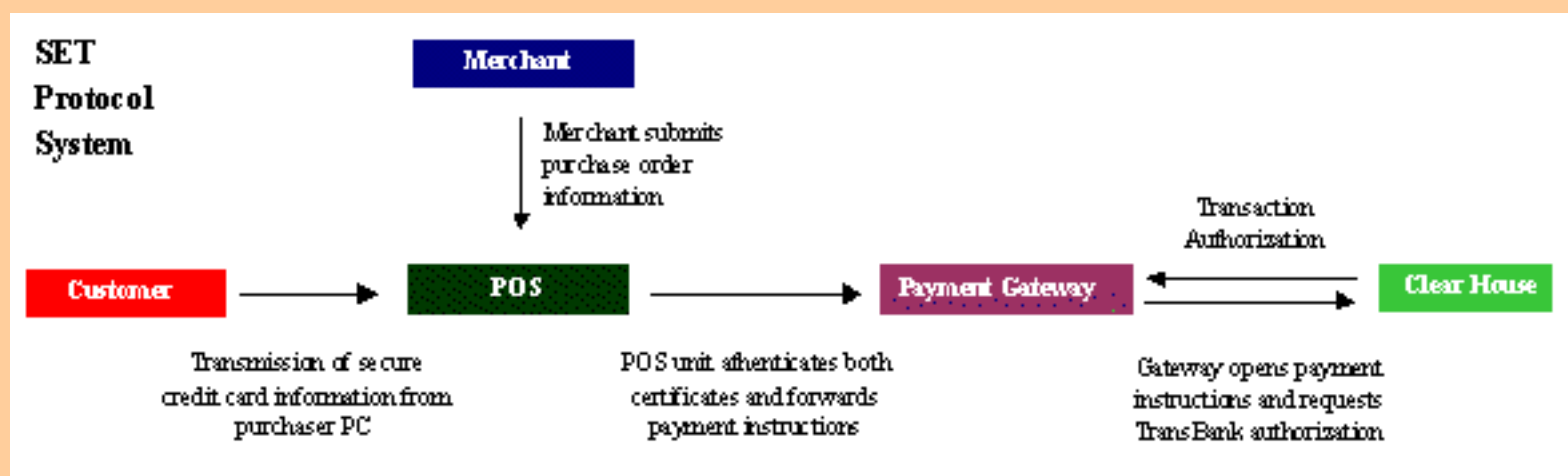 SET
Protocol
System
Merchant
Merchant submits
purchase order
information
Transaction
Authorization
Customer
POS
Payment Gateway
Clear House
Transmission of secure
credit card information from
purchaser PC
POS unit athenticates both
certificates and forwards
payment instructions
Gateway opens payment
instructions and requests
TransBank authorization